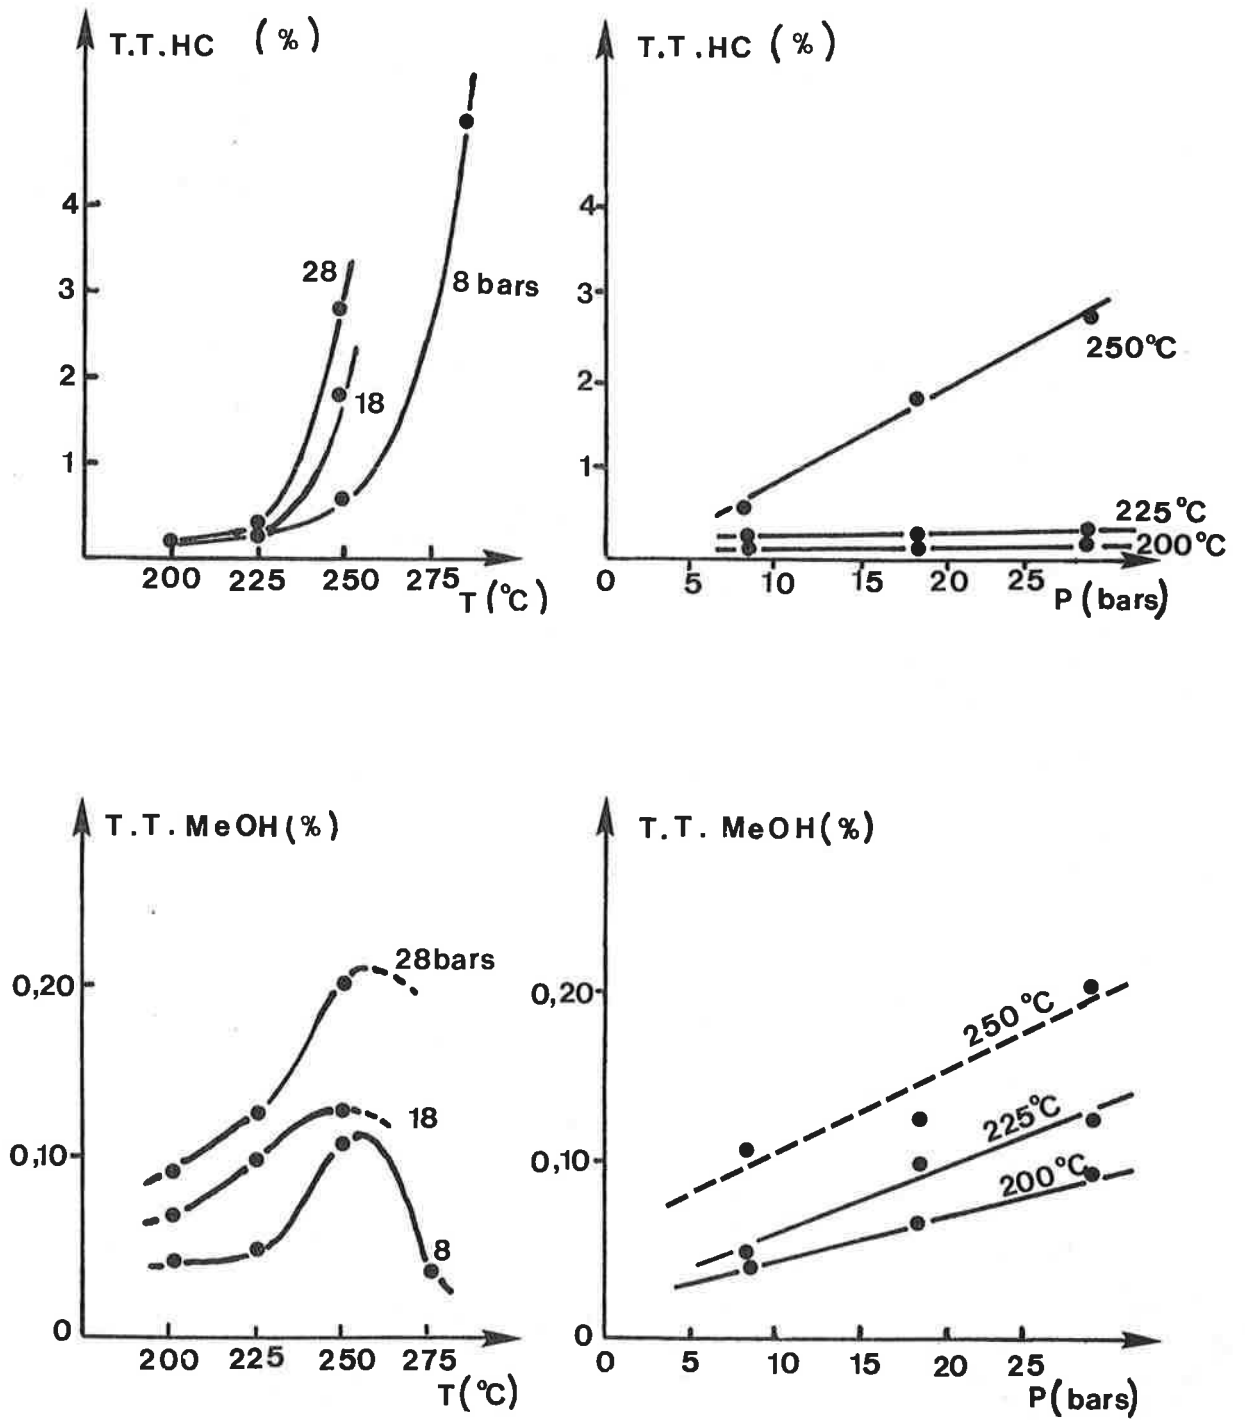 T.T.HC (%)
4
3
2
1
28
18
8 bars
200 225 250 275
T (°C)
T.T.HC (%)
4
3
2
1
250°C
225°C
200°C
0 5 10 15 20 25
P (bars)
T.T.MeOH (%)
0,20
0,10
0
28 bars
18
8
200 225 250 275
T (°C)
T.T. MeOH (%)
0,20
0,10
0
250°C
225°C
200°C
0 5 10 15 20 25
P (bars)